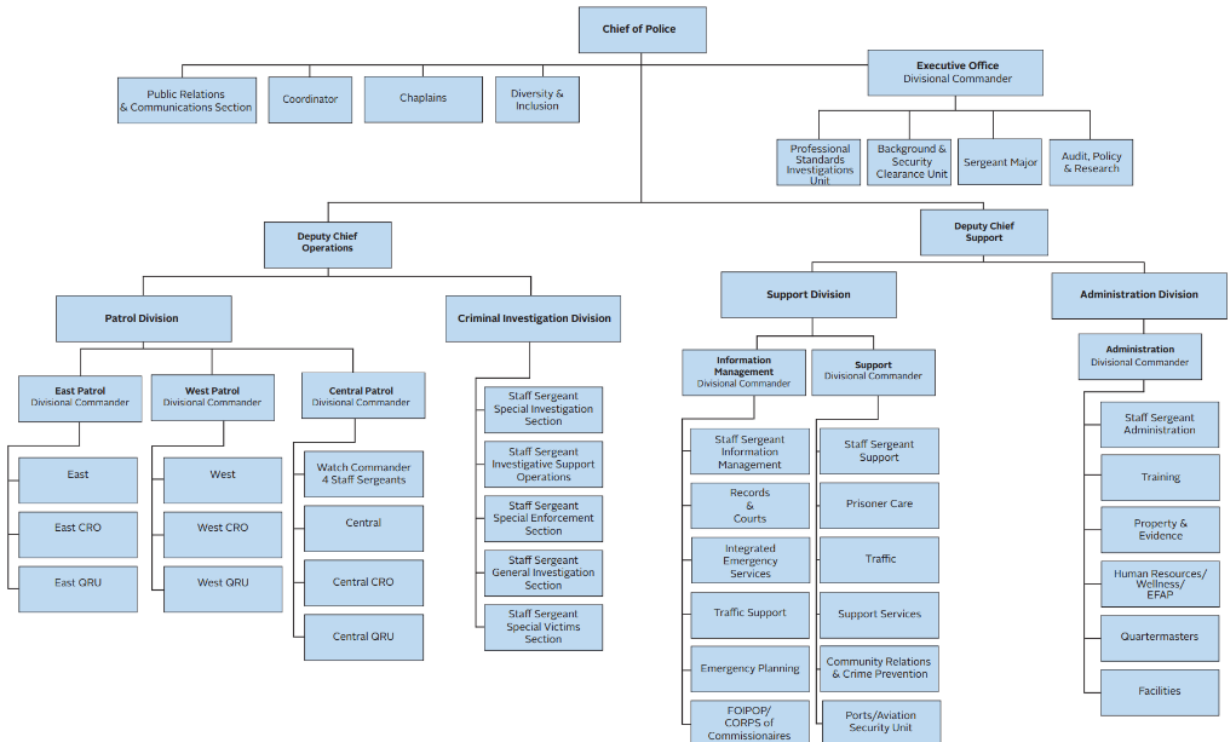 Chief of Police
Executive Office
Divisional Commander
Public Relations
& Communications Section
Coordinator
Chaplains
Diversity &
Inclusion
Professional
Standards
Investigations
Unit
Background &
Security
Clearance Unit
Sergeant Major
Audit, Policy
& Research
Deputy Chief
Operations
Deputy Chief
Support
Patrol Division
Criminal Investigation Division
Support Division
Administration Division
East Patrol
Divisional Commander
West Patrol
Divisional Commander
Central Patrol
Divisional Commander
Information
Management
Divisional Commander
Support
Divisional Commander
Administration
Divisional Commander
East
East CRO
East QRU
West
West CRO
West QRU
Watch Commander
4 Staff Sergeants
Central
Central CRO
Central QRU
Staff Sergeant
Special Investigation
Section
Staff Sergeant
Investigative Support
Operations
Staff Sergeant
Special Enforcement
Section
Staff Sergeant
General Investigation
Section
Staff Sergeant
Special Victims
Section
Staff Sergeant
Information
Management
Records
&
Courts
Integrated
Emergency
Services
Traffic Support
Emergency Planning
FOIPOP/
CORPS of
Commissionaires
Staff Sergeant
Support
Prisoner Care
Traffic
Support Services
Community Relations
& Crime Prevention
Ports/Aviation
Security Unit
Staff Sergeant
Administration
Training
Property &
Evidence
Human Resources/
Wellness/
EFAP
Quartermasters
Facilities